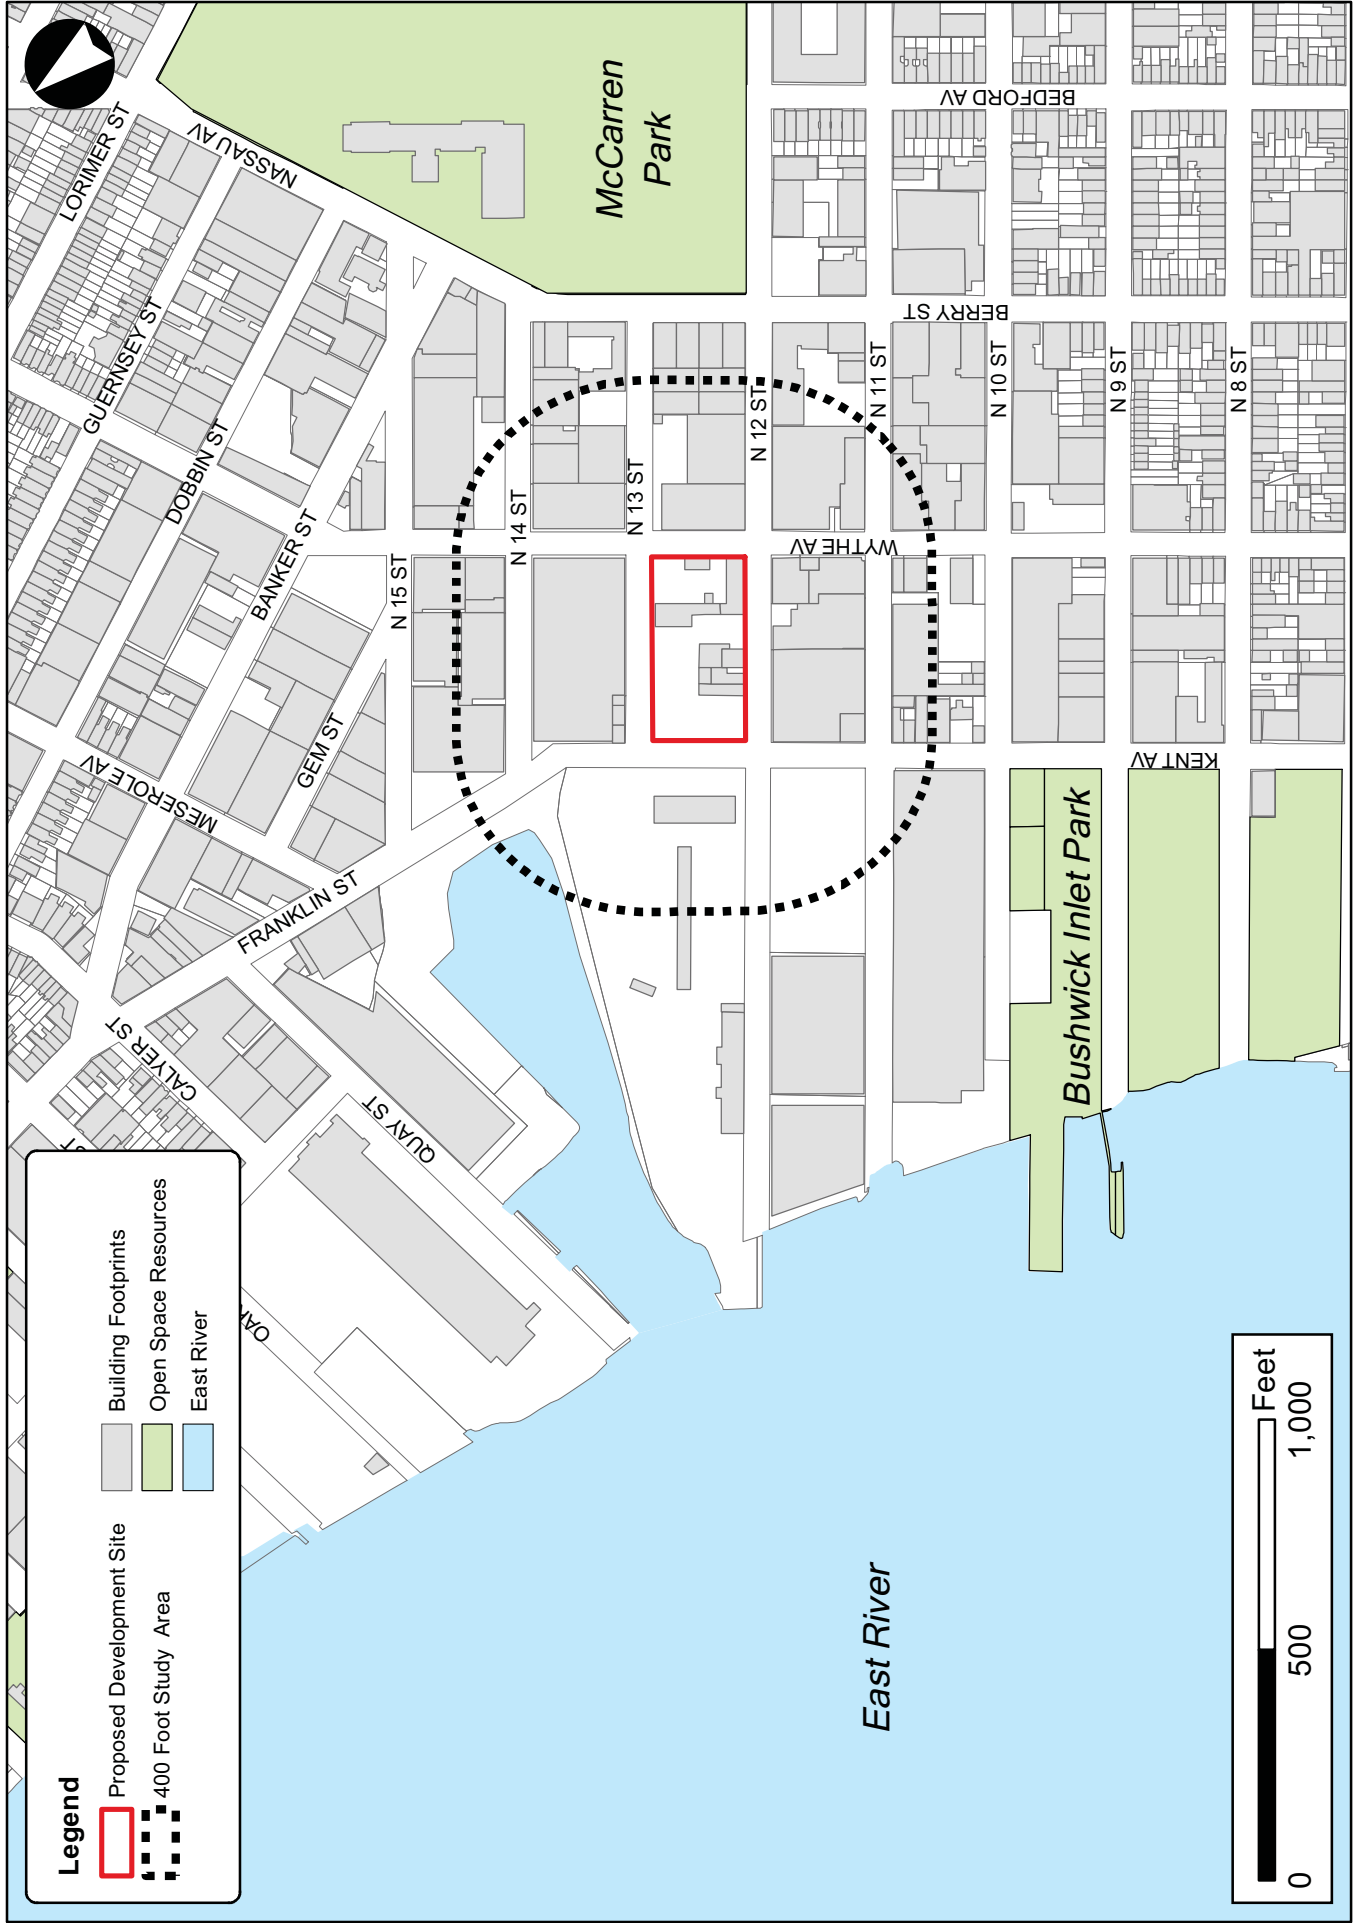 LORIMER ST
NASSAU AV
GUERNSEY ST
DOBBIN ST
BANKER ST
MESEROLE AV
GEM ST
FRANKLIN ST
CALYER ST
QUAY ST
McCarren
Park
BEDFORD AV
BERRY ST
N 15 ST
N 14 ST
N 13 ST
N 12 ST
N 11 ST
N 10 ST
N 9 ST
N 8 ST
WYTHE AV
KENT AV
Bushwick Inlet Park
East River
ST
Legend
Proposed Development Site
400 Foot Study Area
Building Footprints
Open Space Resources
East River
0 500 1,000
Feet